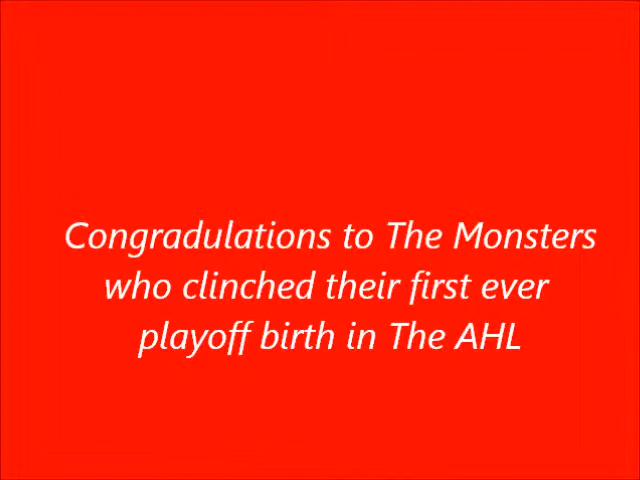 Congradulations to The Monsters
who clinched their first ever
playoff birth in The AHL